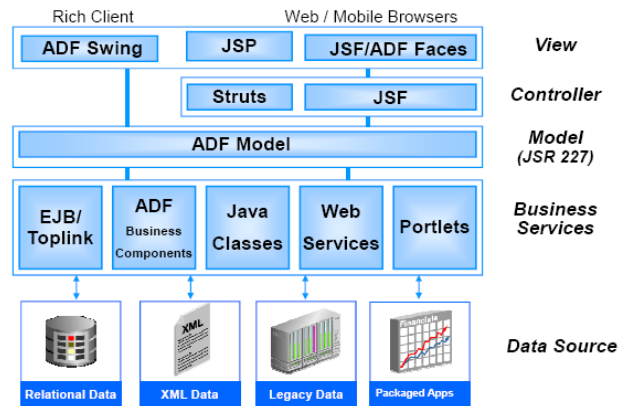 Rich Client
Web / Mobile Browsers
ADF Swing
JSP
JSF/ADF Faces
View
Struts
JSF
Controller
ADF Model
Model
(JSR 227)
EJB/
Toplink
ADF
Business
Components
Java
Classes
Web
Services
Portlets
Business
Services
XML
Financials
Data Source
Relational Data
XML Data
Legacy Data
Packaged Apps